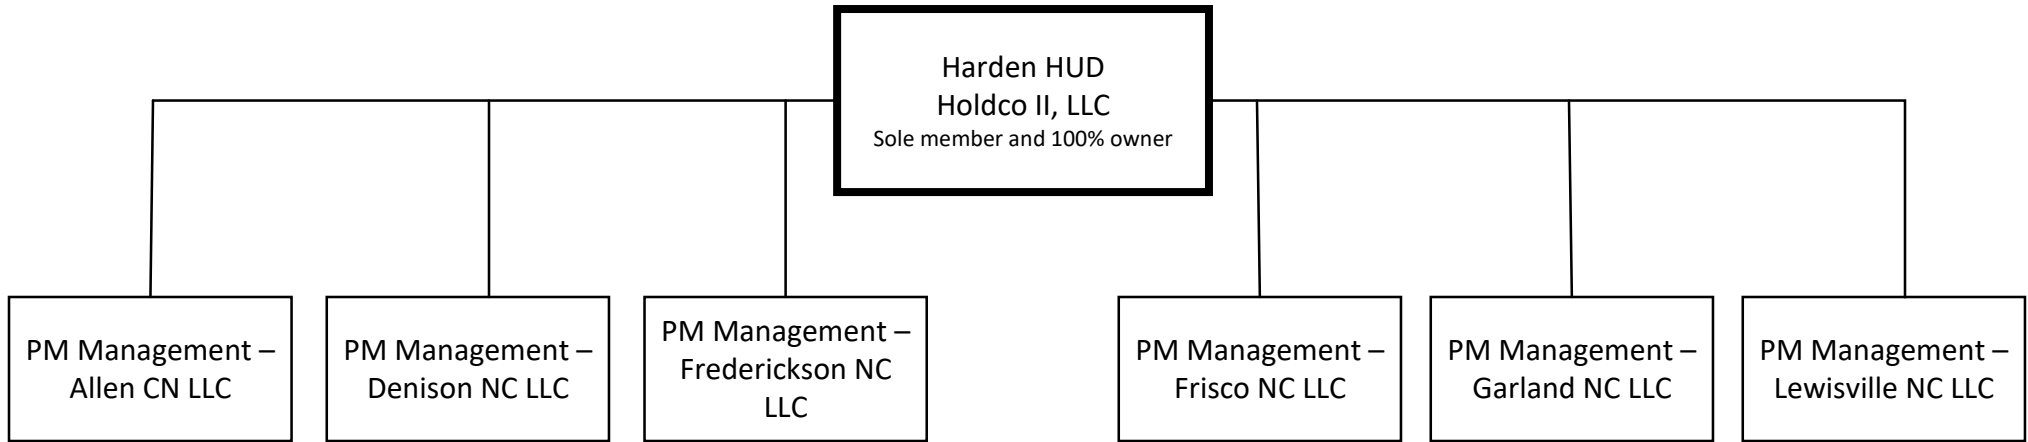 Harden HUD
Holdco II, LLC
Sole member and 100% owner
PM Management –
Allen CN LLC
PM Management –
Denison NC LLC
PM Management –
Frederickson NC
LLC
PM Management –
Frisco NC LLC
PM Management –
Garland NC LLC
PM Management –
Lewisville NC LLC